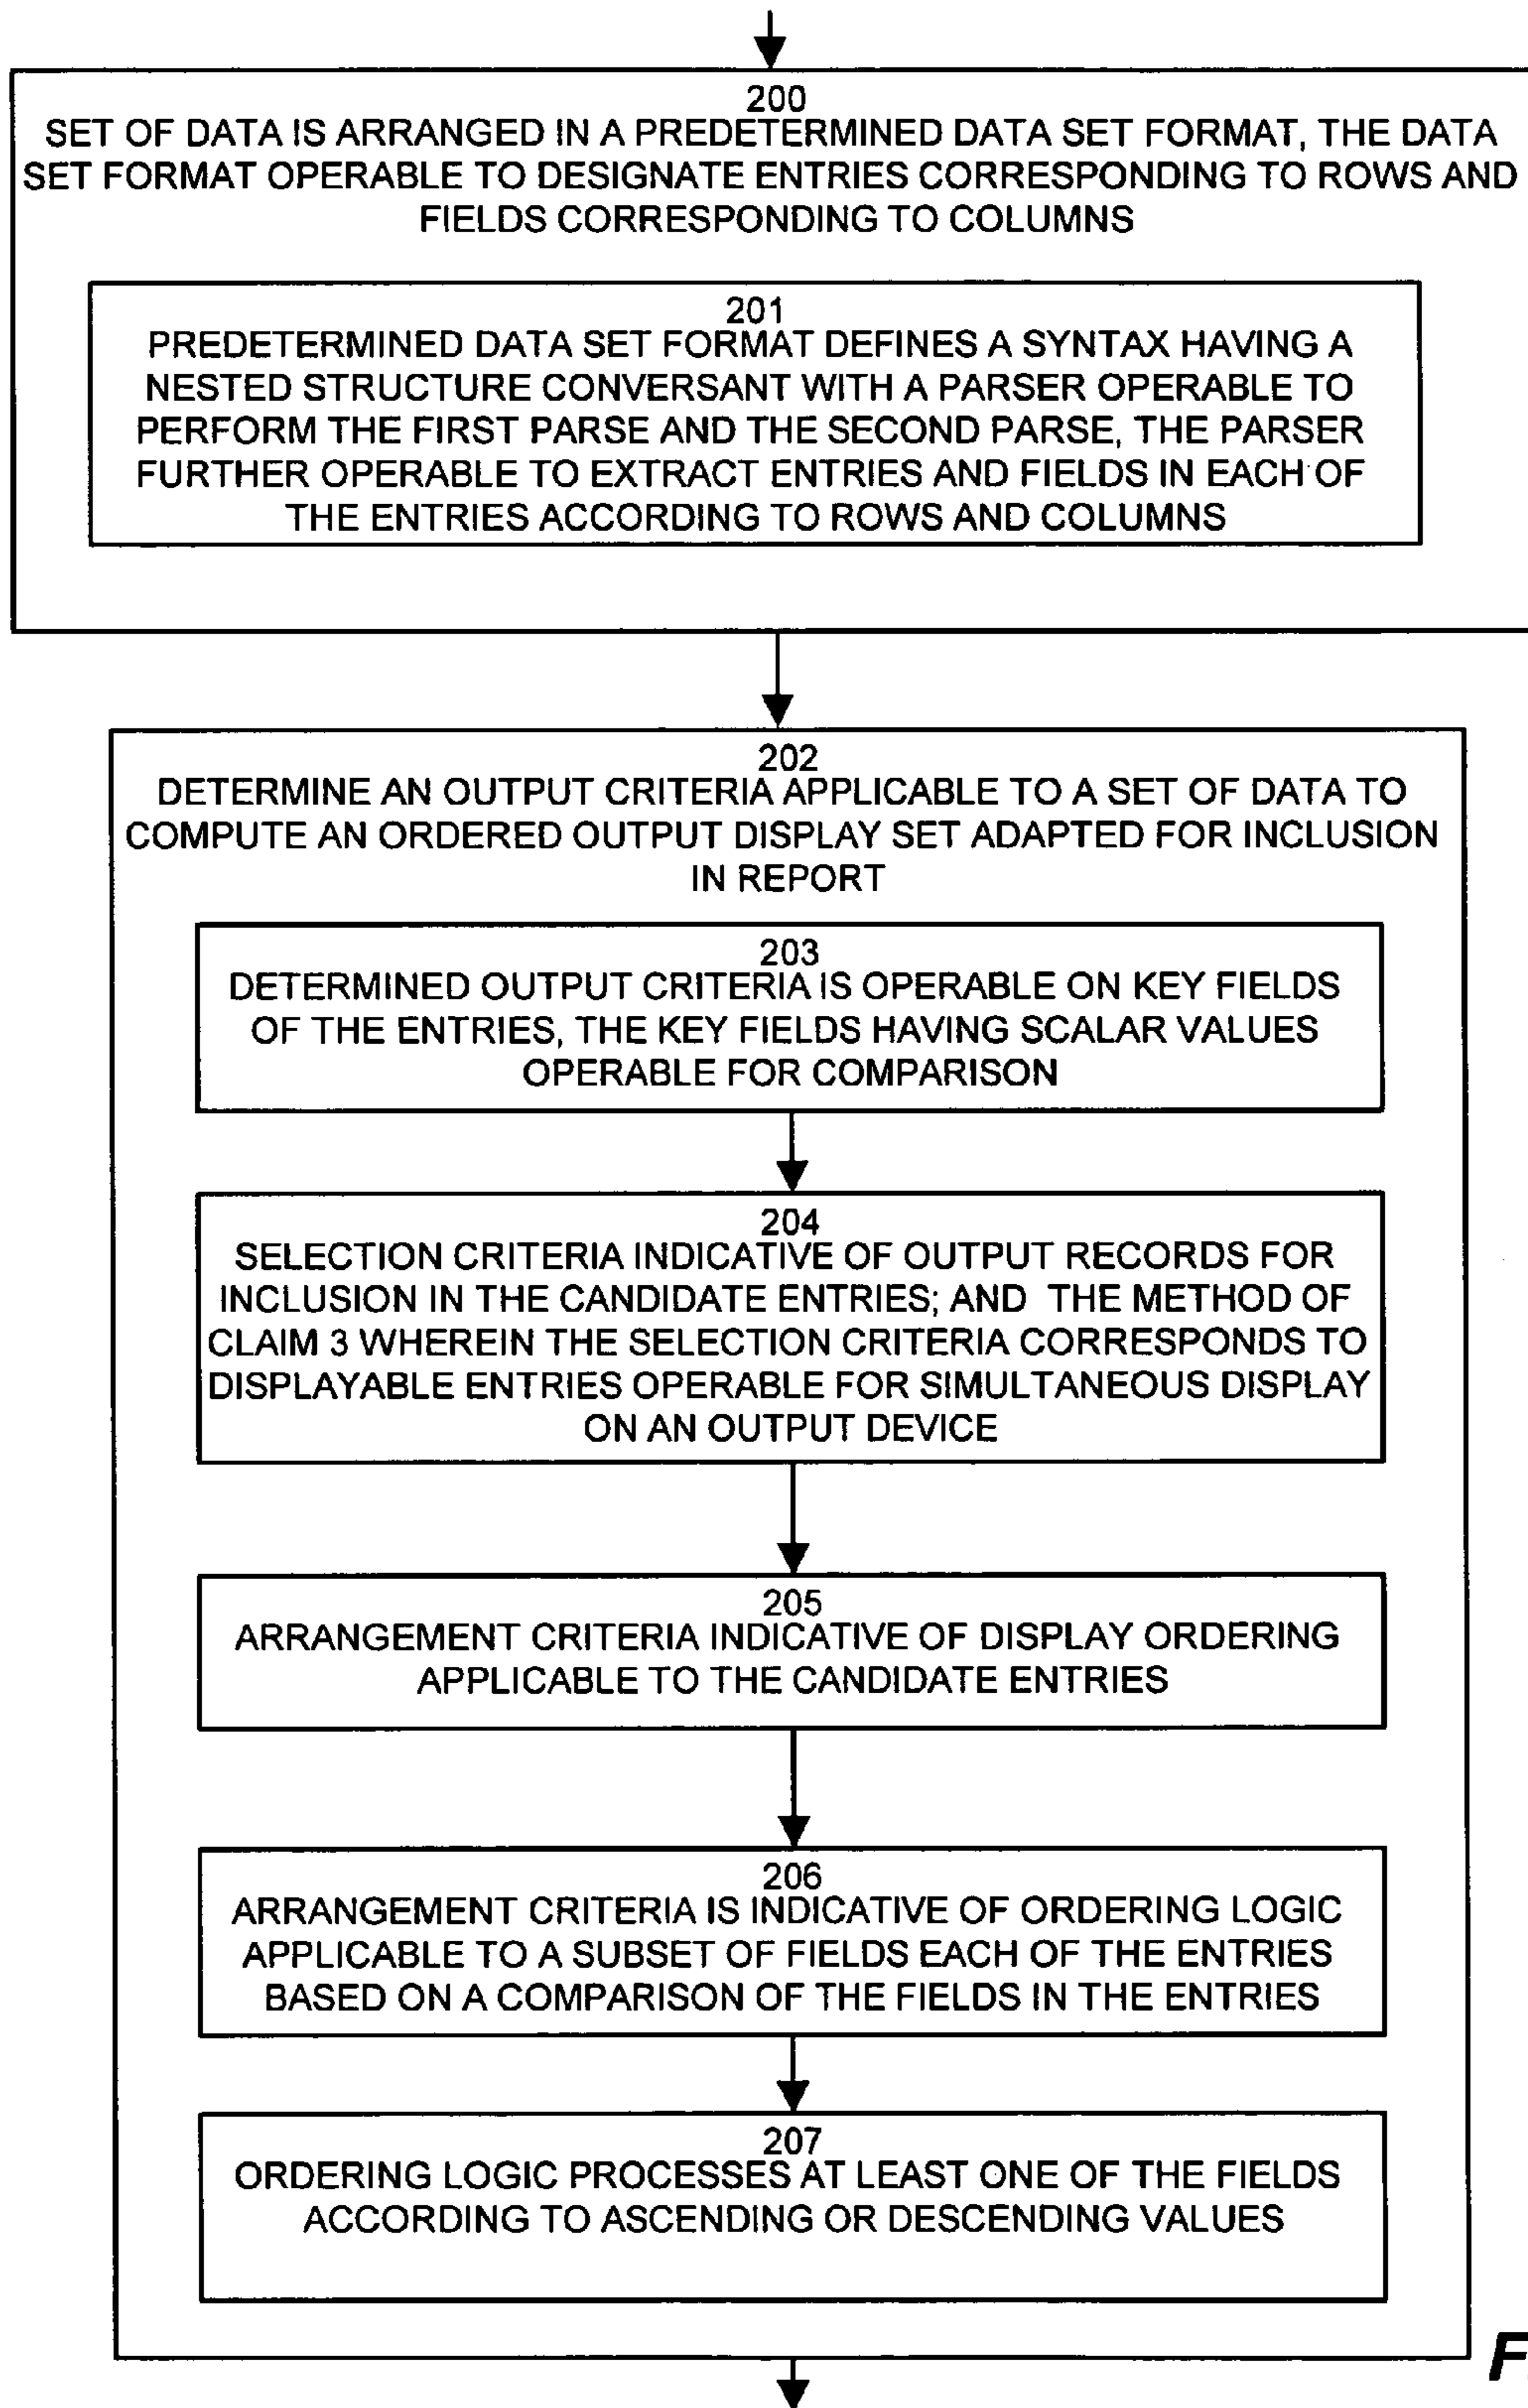 200
SET OF DATA IS ARRANGED IN A PREDETERMINED DATA SET FORMAT, THE DATA
SET FORMAT OPERABLE TO DESIGNATE ENTRIES CORRESPONDING TO ROWS AND
FIELDS CORRESPONDING TO COLUMNS
201
PREDETERMINED DATA SET FORMAT DEFINES A SYNTAX HAVING A
NESTED STRUCTURE CONVERSANT WITH A PARSER OPERABLE TO
PERFORM THE FIRST PARSE AND THE SECOND PARSE, THE PARSER
FURTHER OPERABLE TO EXTRACT ENTRIES AND FIELDS IN EACH OF
THE ENTRIES ACCORDING TO ROWS AND COLUMNS
202
DETERMINE AN OUTPUT CRITERIA APPLICABLE TO A SET OF DATA TO
COMPUTE AN ORDERED OUTPUT DISPLAY SET ADAPTED FOR INCLUSION
IN REPORT
203
DETERMINED OUTPUT CRITERIA IS OPERABLE ON KEY FIELDS
OF THE ENTRIES, THE KEY FIELDS HAVING SCALAR VALUES
OPERABLE FOR COMPARISON
204
SELECTION CRITERIA INDICATIVE OF OUTPUT RECORDS FOR
INCLUSION IN THE CANDIDATE ENTRIES; AND THE METHOD OF
CLAIM 3 WHEREIN THE SELECTION CRITERIA CORRESPONDS TO
DISPLAYABLE ENTRIES OPERABLE FOR SIMULTANEOUS DISPLAY
ON AN OUTPUT DEVICE
205
ARRANGEMENT CRITERIA INDICATIVE OF DISPLAY ORDERING
APPLICABLE TO THE CANDIDATE ENTRIES
206
ARRANGEMENT CRITERIA IS INDICATIVE OF ORDERING LOGIC
APPLICABLE TO A SUBSET OF FIELDS EACH OF THE ENTRIES
BASED ON A COMPARISON OF THE FIELDS IN THE ENTRIES
207
ORDERING LOGIC PROCESSES AT LEAST ONE OF THE FIELDS
ACCORDING TO ASCENDING OR DESCENDING VALUES